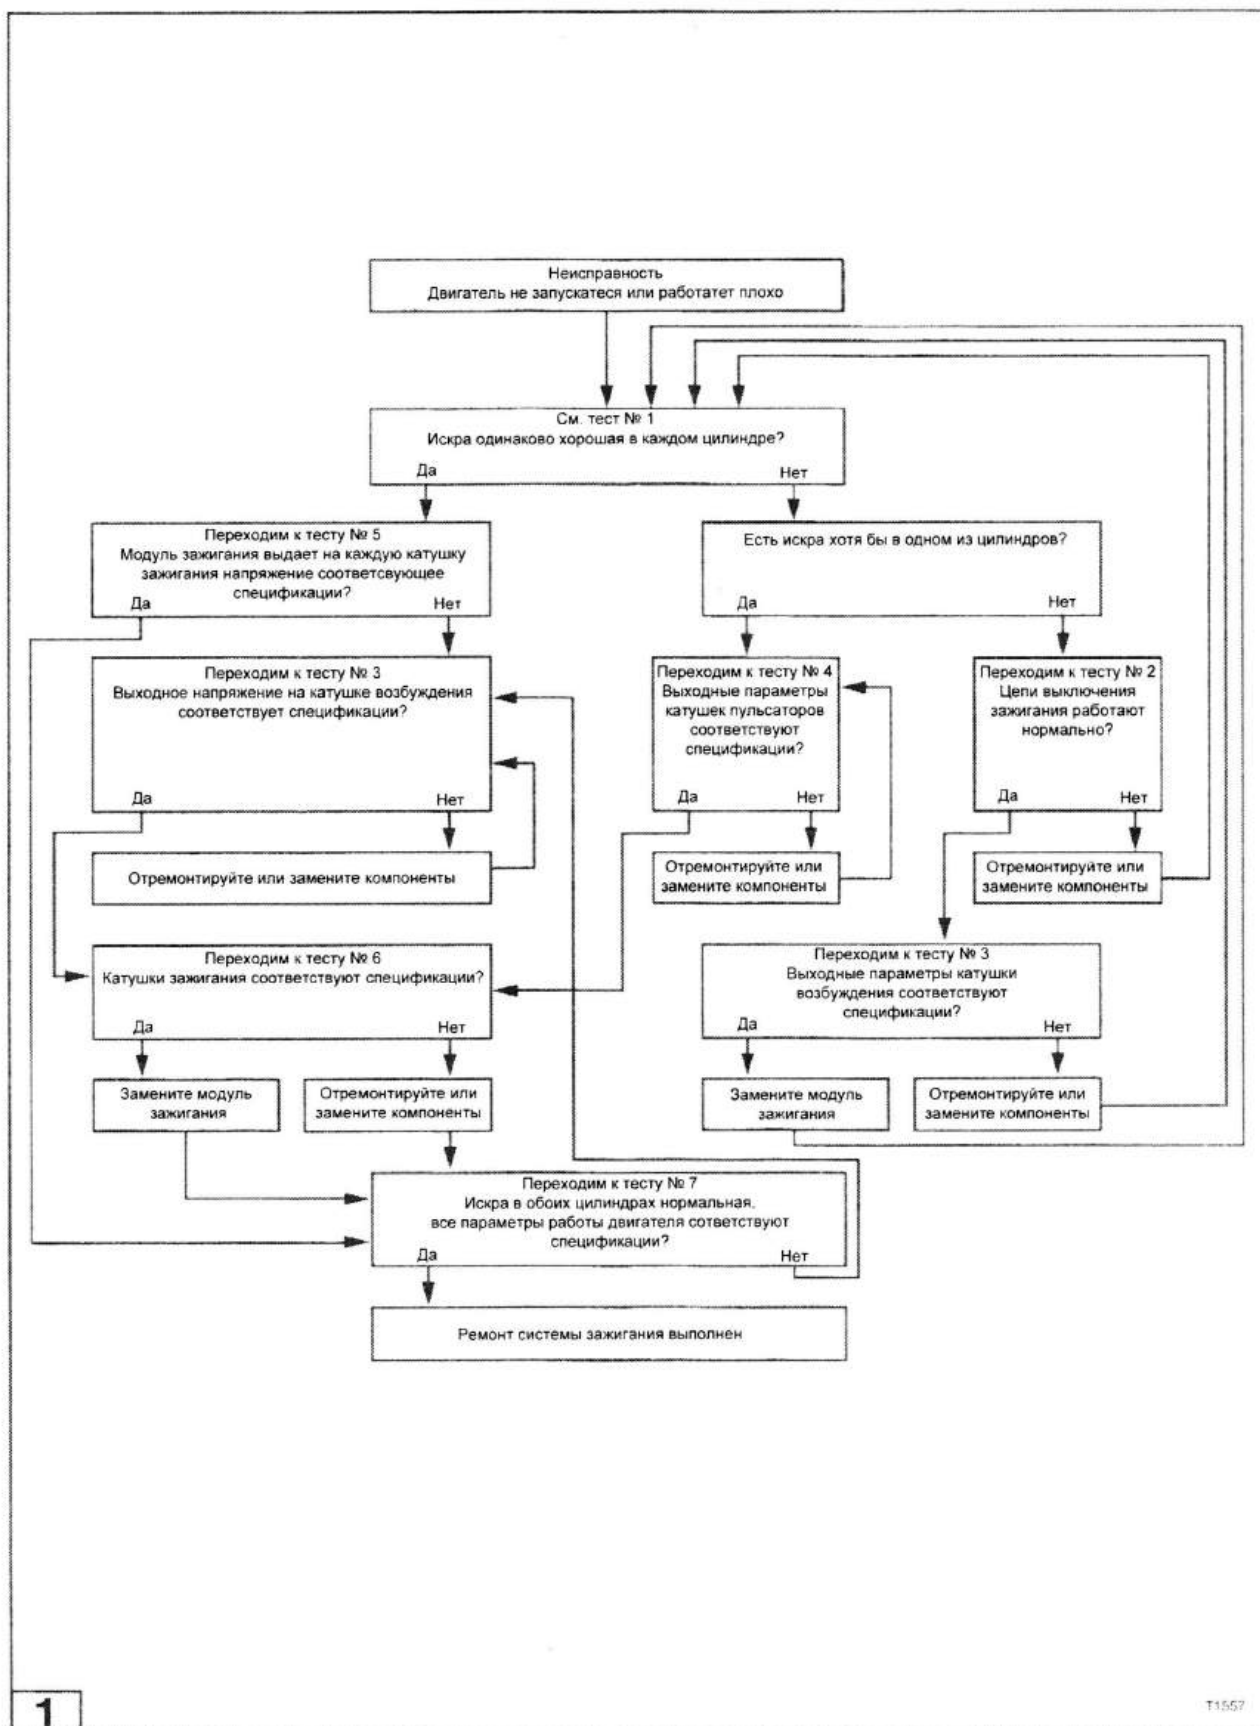 Неисправность
Двигатель не запускатеся или работатет плохо
См. тест № 1
Искра одинаково хорошая в каждом цилиндре?
Да
Нет
Переходим к тесту № 5
Модуль зажигания выдает на каждую катушку
зажигания напряжение соответсвующее
спецификации?
Да
Нет
Есть искра хотя бы в одном из цилиндров?
Да
Нет
Переходим к тесту № 3
Выходное напряжение на катушке возбуждения
соответствует спецификации?
Да
Нет
Переходим к тесту № 4
Выходные параметры
катушек пульсаторов
соответствуют
спецификации?
Да
Нет
Переходим к тесту № 2
Цепи выключения
зажигания работают
нормально?
Да
Нет
Отремонтируйте или замените компоненты
Отремонтируйте или
замените компоненты
Отремонтируйте или
замените компоненты
Переходим к тесту № 6
Катушки зажигания соответствуют спецификации?
Да
Нет
Переходим к тесту № 3
Выходные параметры катушки
возбуждения соответствуют
спецификации?
Да
Нет
Замените модуль
зажигания
Отремонтируйте или
замените компоненты
Замените модуль
зажигания
Отремонтируйте или
замените компоненты
Переходим к тесту № 7
Искра в обоих цилиндрах нормальная,
все параметры работы двигателя сответствуют
спецификации?
Да
Нет
Ремонт системы зажигания выполнен
1
T1557